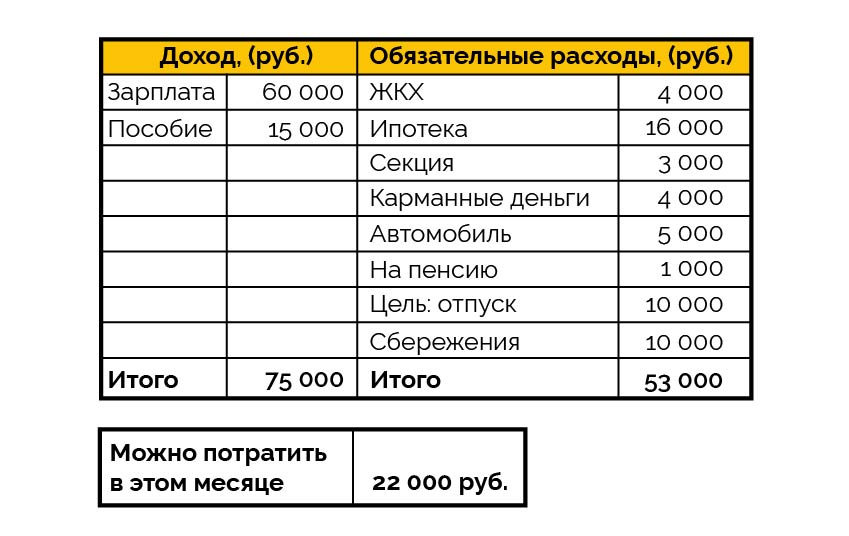 Доход, (руб.) Обязательные расходы, (руб.)
Зарплата 60 000 ЖКХ 4 000
Пособие 15 000 Ипотека 16 000
Секция 3 000
Карманные деньги 4 000
Автомобиль 5 000
На пенсию 1 000
Цель: отпуск 10 000
Сбережения 10 000
Итого 75 000 Итого 53 000
Можно потратить
в этом месяце 22 000 руб.